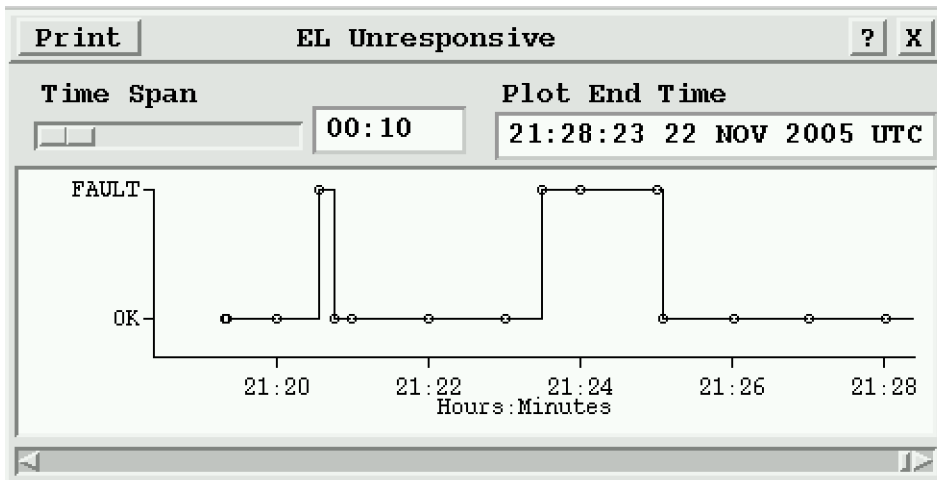 Print EL Unresponsive ? X
Time Span Plot End Time
00:10 21:28:23 22 NOV 2005 UTC
FAULT
OK
21:20 21:22 21:24 21:26 21:28
Hours:Minutes